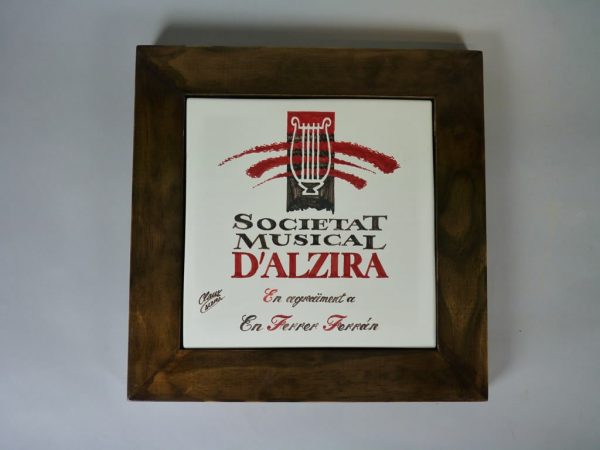 SOCIETAT
MUSICAL
D'ALZIRA
En agraïment a
En Ferrer Ferrán